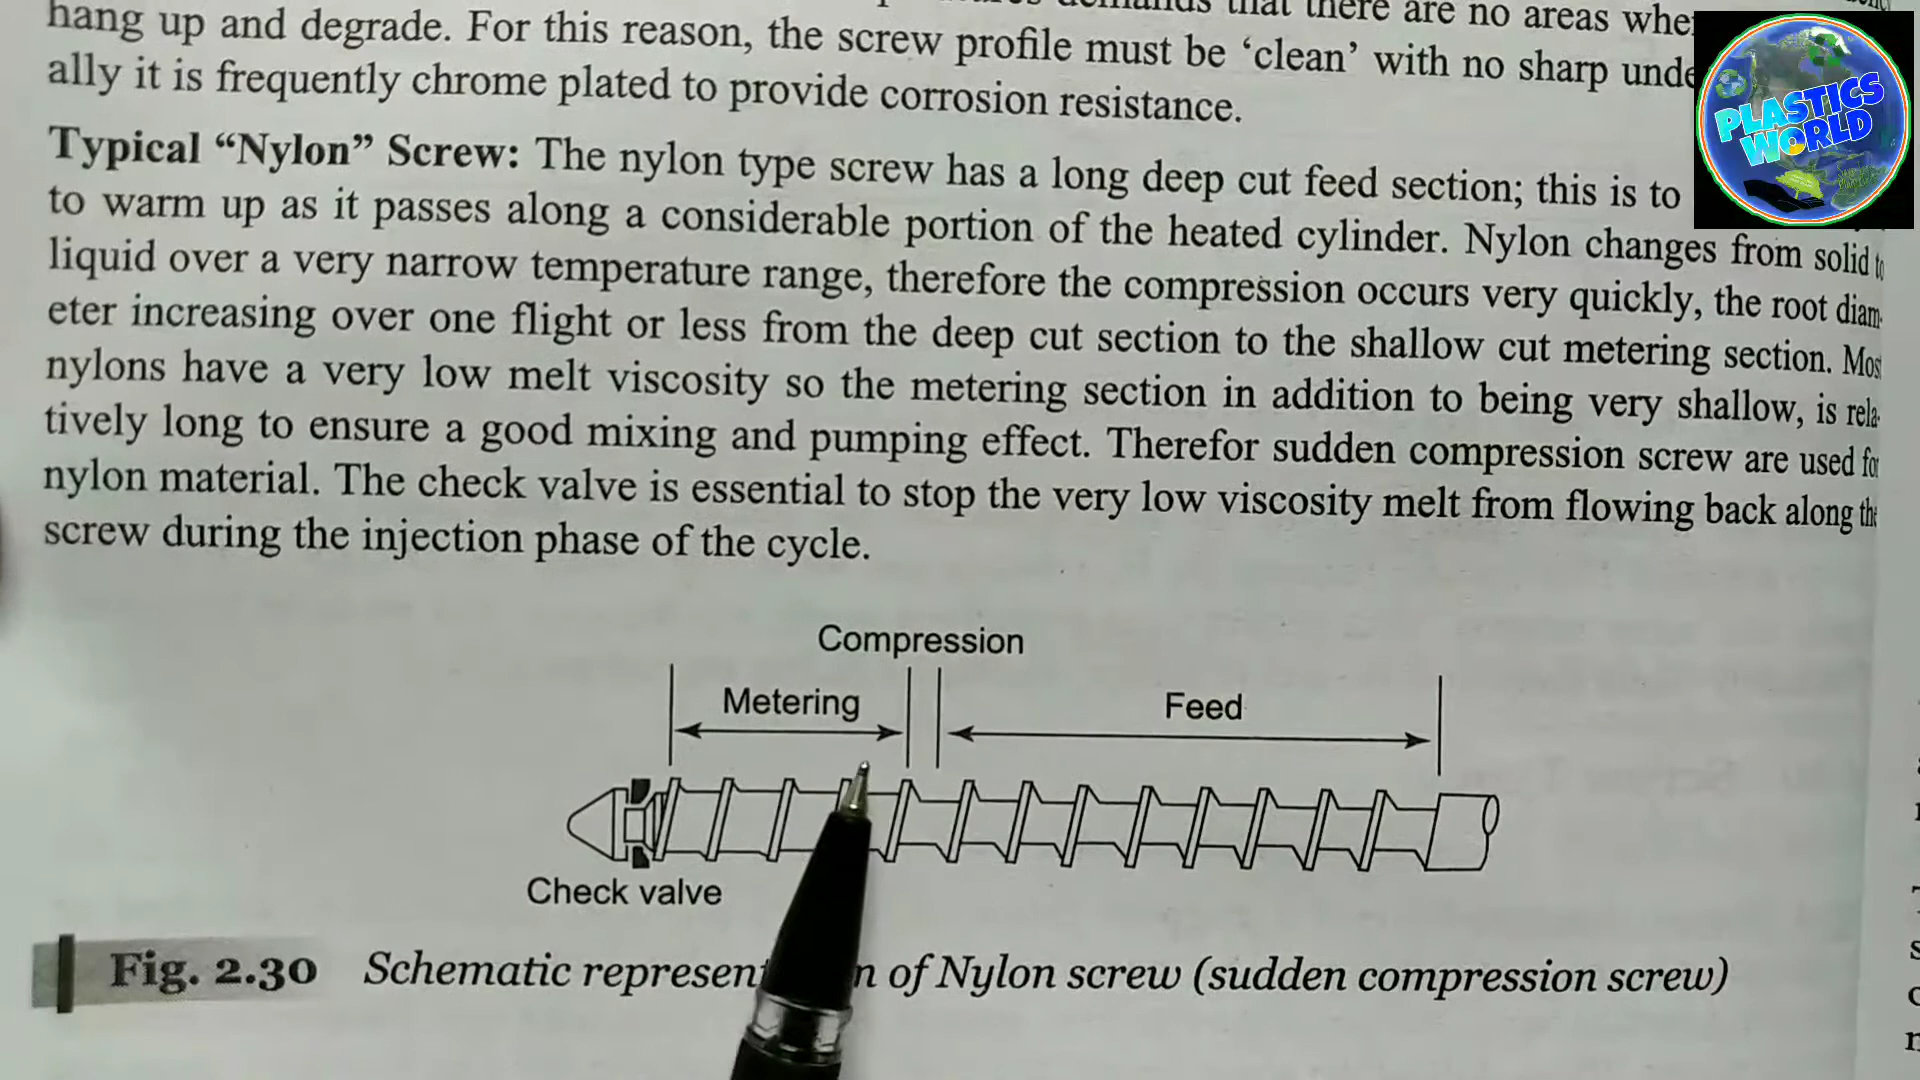 hang up and degrade. For this reason, the screw profile must be ‘clean’ with no sharp
ally it is frequently chrome plated to provide corrosion resistance.
Typical “Nylon” Screw: The nylon type screw has a long deep cut feed section; this is to
to warm up as it passes along a considerable portion of the heated cylinder. Nylon changes from solid to
liquid over a very narrow temperature range, therefore the compression occurs very quickly, the root diam-
eter increasing over one flight or less from the deep cut section to the shallow cut metering section. Most
nylons have a very low melt viscosity so the metering section in addition to being very shallow, is rela-
tively long to ensure a good mixing and pumping effect. Therefor sudden compression screw are used for
nylon material. The check valve is essential to stop the very low viscosity melt from flowing back along the
screw during the injection phase of the cycle.
Compression
Metering
Feed
Check valve
Fig. 2.30 Schematic of Nylon screw (sudden compression screw)
PLASTICS
WORLD